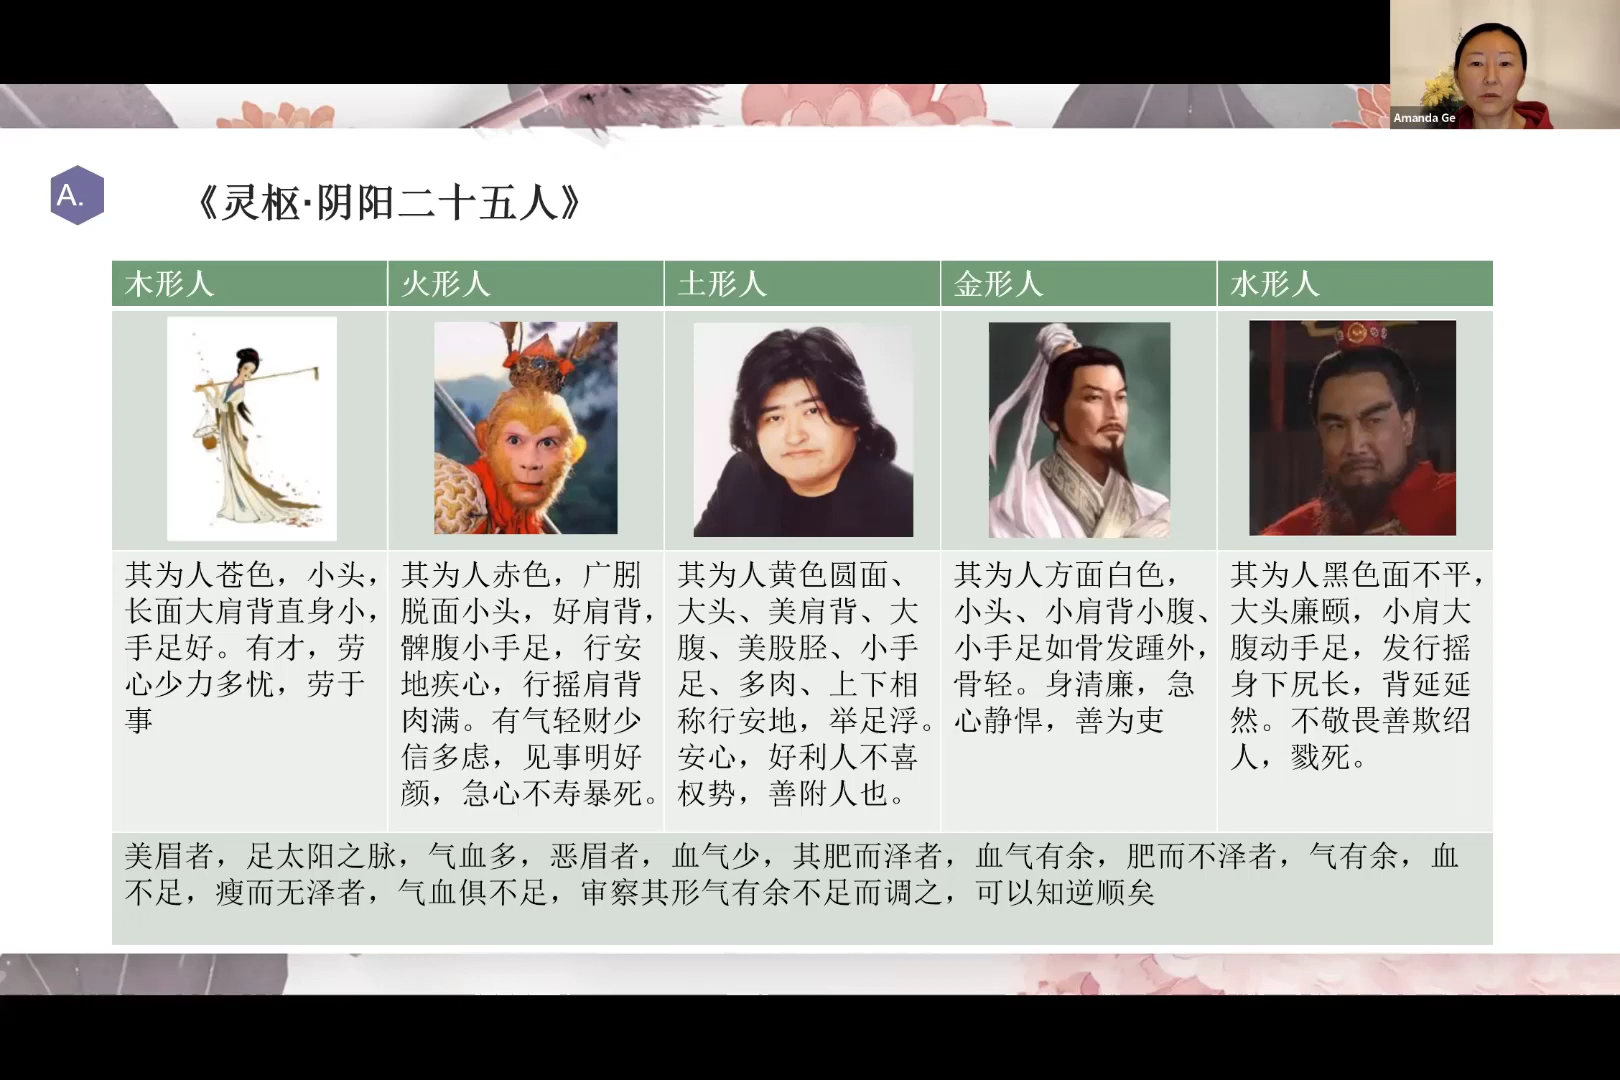 Amanda Ge
A.
《灵枢·阴阳二十五人》
木形人
火形人
土形人
金形人
水形人
其为人苍色，小头，
长面大肩背直身小，
手足好。有才，劳
心少力多忧，劳于
事
其为人赤色，广䏖
脱面小头，好肩背，
髀腹小手足，行安
地疾心，行摇肩背
肉满。有气轻财少
信多虑，见事明好
颜，急心不寿暴死。
其为人黄色圆面、
大头、美肩背、大
腹、美股胫、小手
足、多肉、上下相
称行安地，举足浮。
安心，好利人不喜
权势，善附人也。
其为人方面白色，
小头、小肩背小腹、
小手足如骨发踵外，
骨轻。身清廉，急
心静悍，善为吏
其为人黑色面不平，
大头廉颐，小肩大
腹动手足，发行摇
身下尻长，背延延
然。不敬畏善欺绍
人，戮死。
美眉者，足太阳之脉，气血多，恶眉者，血气少，其肥而泽者，血气有余，肥而不泽者，气有余，血
不足，瘦而无泽者，气血俱不足，审察其形气有余不足而调之，可以知逆顺矣